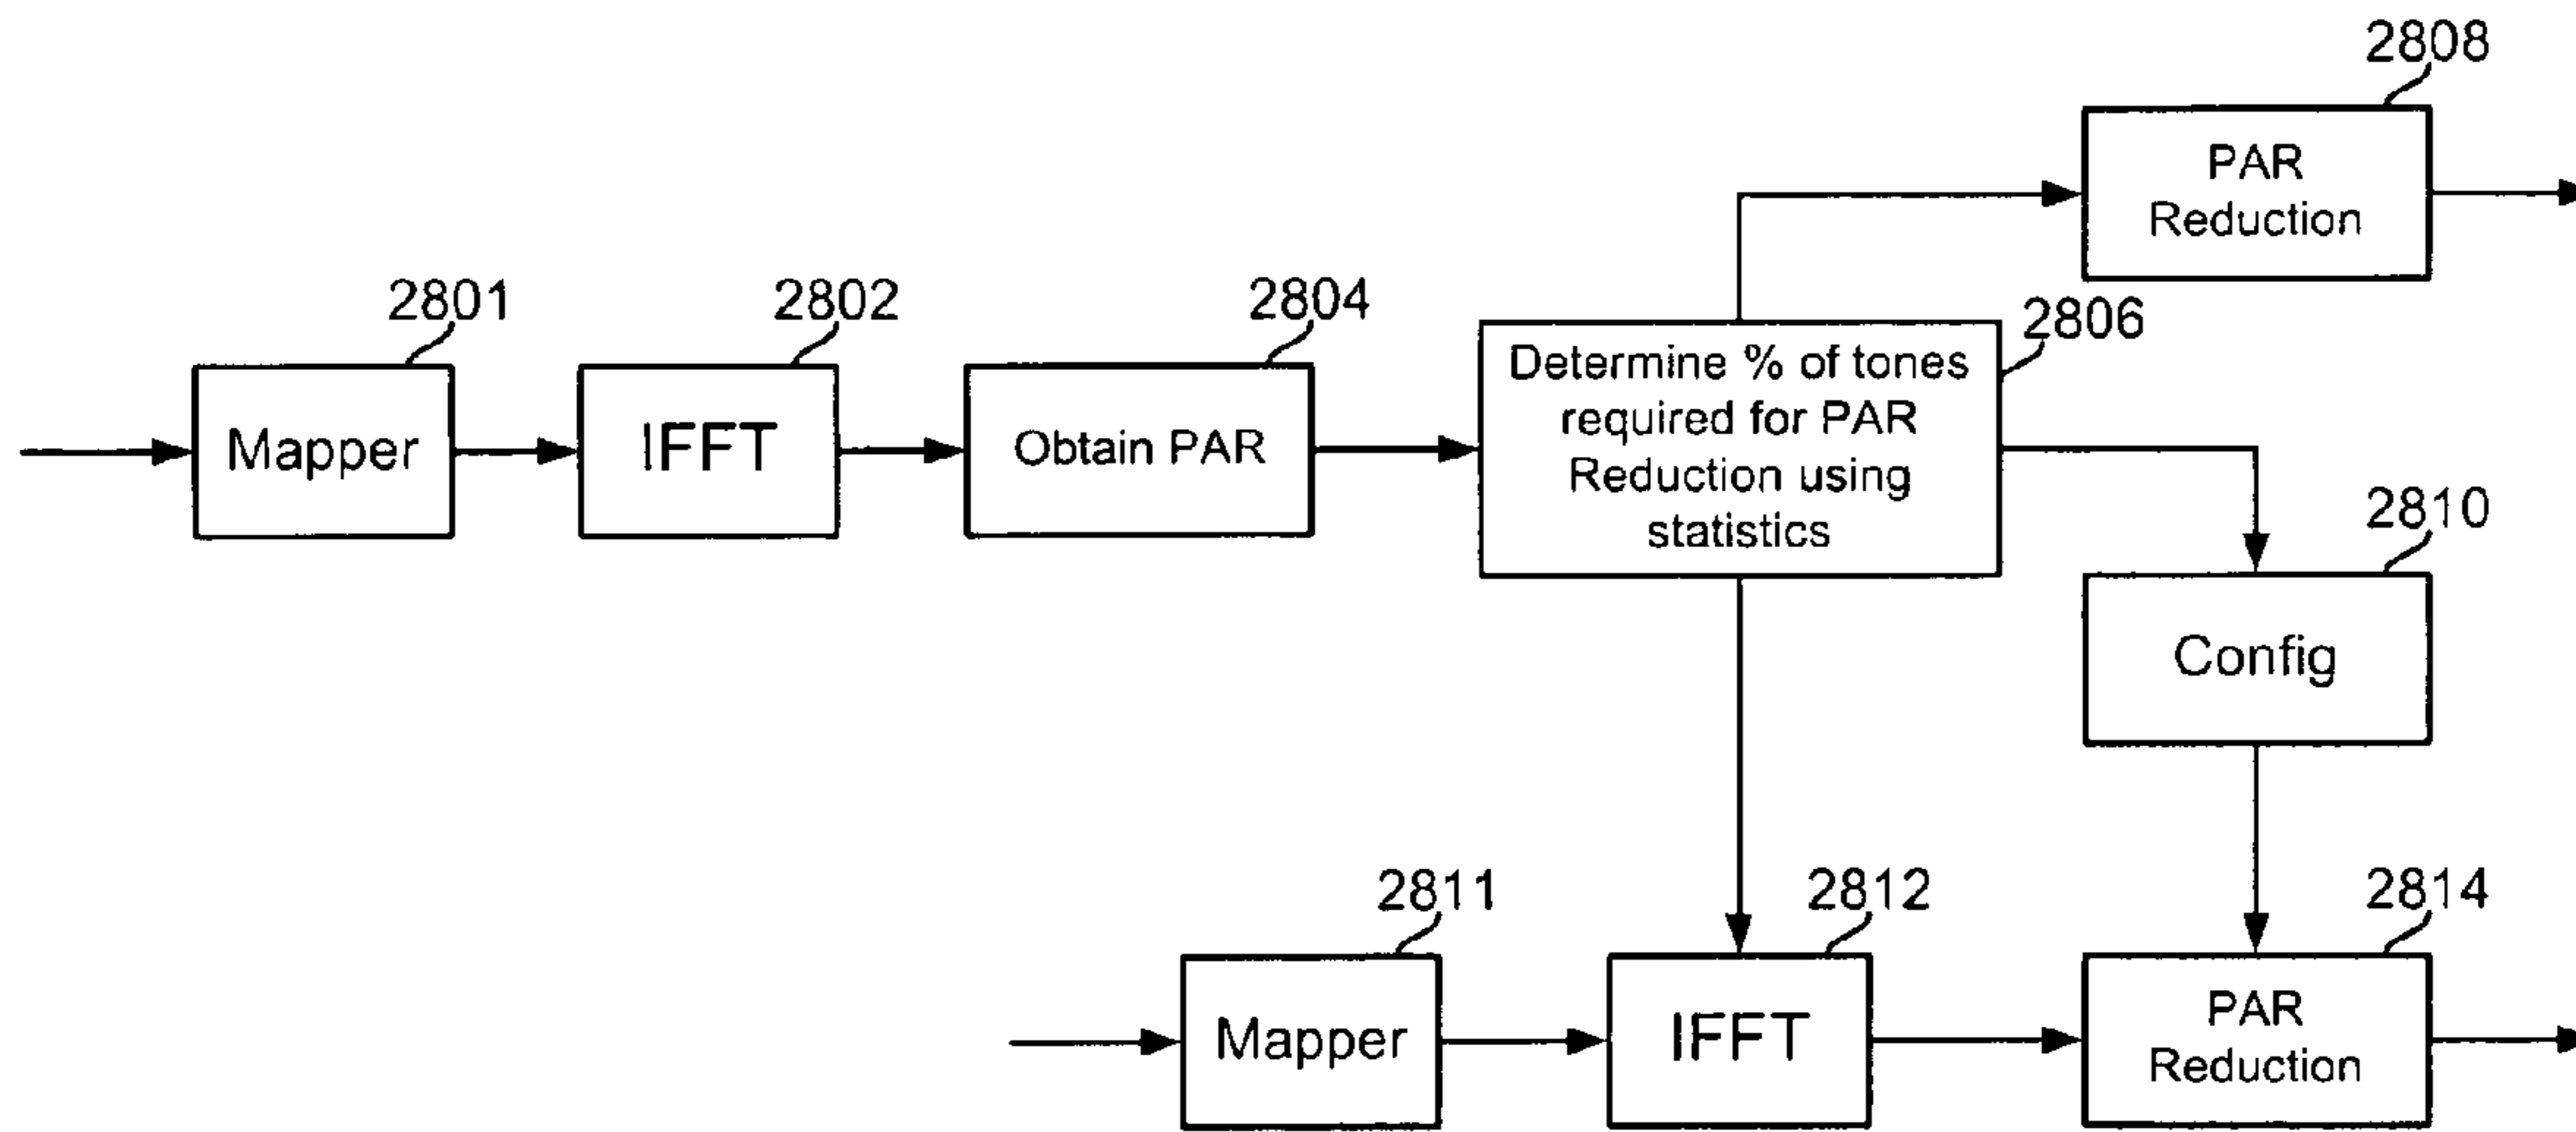 2808
PAR
Reduction
2801
2802
2804
2806
Mapper
IFFT
Obtain PAR
Determine % of tones
required for PAR
Reduction using
statistics
2810
Config
2811
2812
2814
Mapper
IFFT
PAR
Reduction